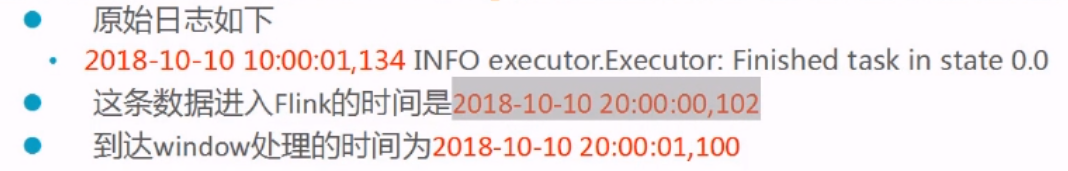 原始日志如下
2018-10-10 10:00:01,134 INFO executor.Executor: Finished task in state 0.0
这条数据进入Flink的时间是2018-10-10 20:00:00,102
到达window处理的时间为2018-10-10 20:00:01,100